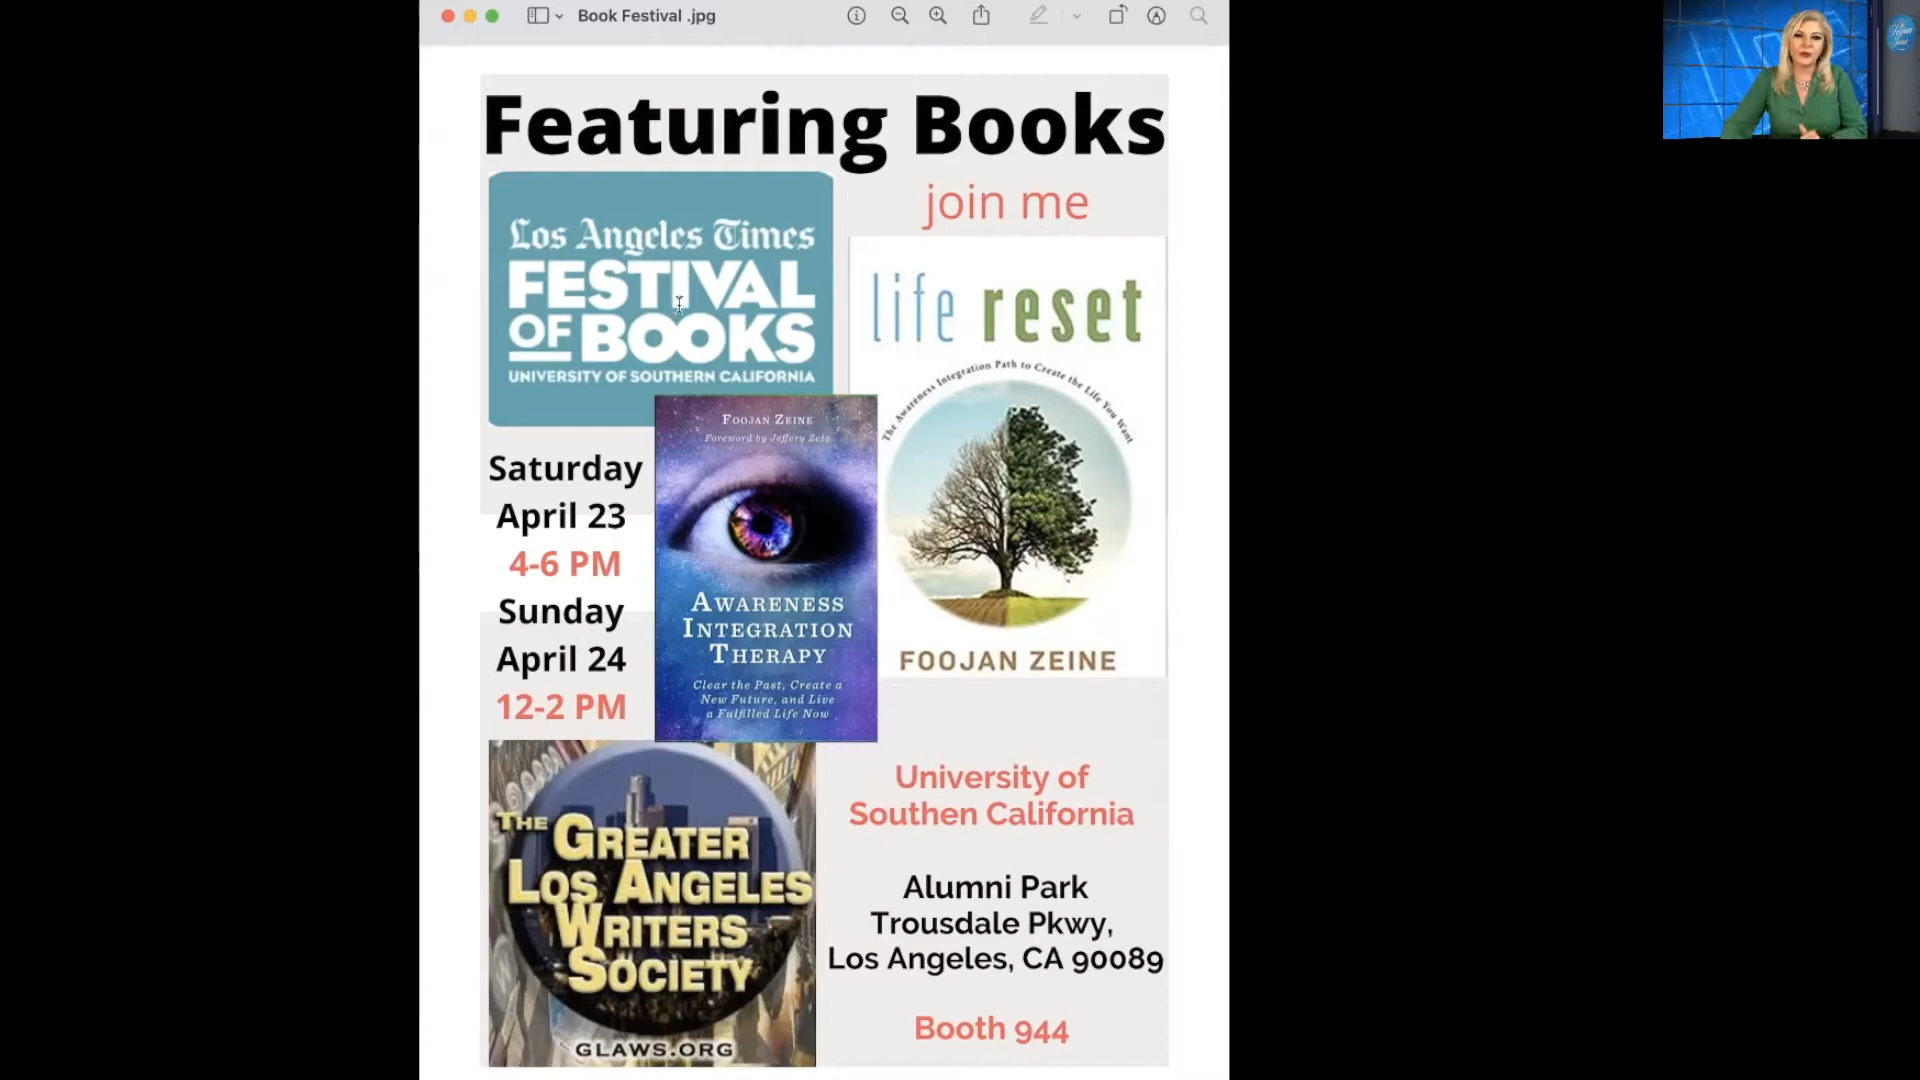 Book Festival .jpg
Featuring Books
join me
Los Angeles Times
FESTIVAL
OF BOOKS
UNIVERSITY OF SOUTHERN CALIFORNIA
life reset
The Awareness Integration Path to Create the Life You Want
FOOJAN ZEINE
FOOJAN ZEINE
Foreword by Jeffery Zeig
AWARENESS
INTEGRATION
THERAPY
Clear the Past, Create a
New Future, and Live
a Fulfilled Life Now
Saturday
April 23
4-6 PM
Sunday
April 24
12-2 PM
THE GREATER
LOS ANGELES
WRITERS
SOCIETY
GLAWS.ORG
University of
Southen California
Alumni Park
Trousdale Pkwy,
Los Angeles, CA 90089
Booth 944